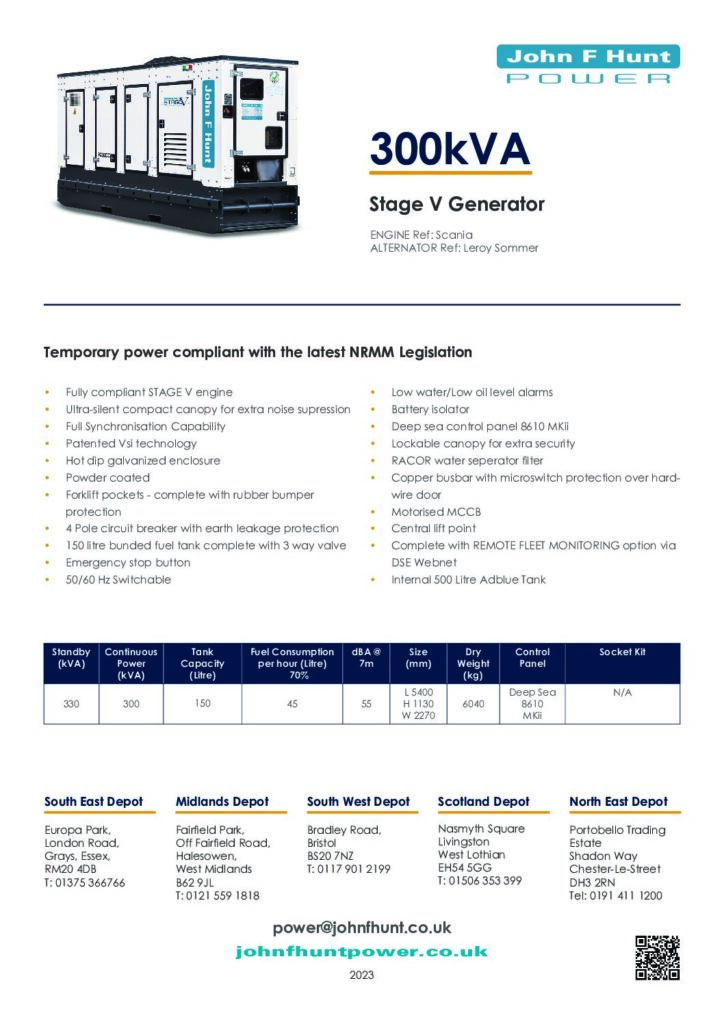 John F Hunt
POWER
STAGE V
John F Hunt
300kVA
Stage V Generator
ENGINE Ref: Scania
ALTERNATOR Ref: Leroy Sommer
Temporary power compliant with the latest NRMM Legislation
• Fully compliant STAGE V engine
• Ultra-silent compact canopy for extra noise supression
• Full Synchronisation Capability
• Patented Vsi technology
• Hot dip galvanized enclosure
• Powder coated
• Forklift pockets - complete with rubber bumper
protection
• 4 Pole circuit breaker with earth leakage protection
• 150 litre bunded fuel tank complete with 3 way valve
• Emergency stop button
• 50/60 Hz Switchable
• Low water/Low oil level alarms
• Battery isolator
• Deep sea control panel 8610 MKii
• Lockable canopy for extra security
• RACOR water seperator filter
• Copper busbar with microswitch protection over hard-
wire door
• Motorised MCCB
• Central lift point
• Complete with REMOTE FLEET MONITORING option via
DSE Webnet
• Internal 500 Litre Adblue Tank
Standby
(kVA)
Continuous
Power
(kVA)
Tank
Capacity
(Litre)
Fuel Consumption
per hour (Litre)
70%
dBA @
7m
Size
(mm)
Dry
Weight
(kg)
Control
Panel
Socket Kit
330
300
150
45
55
L 5400
H 1130
W 2270
6040
Deep Sea
8610
MKii
N/A
South East Depot
Europa Park,
London Road,
Grays, Essex,
RM20 4DB
T: 01375 366766
Midlands Depot
Fairfield Park,
Off Fairfield Road,
Halesowen,
West Midlands
B62 9JL
T: 0121 559 1818
South West Depot
Bradley Road,
Bristol
BS20 7NZ
T: 0117 901 2199
Scotland Depot
Nasmyth Square
Livingston
West Lothian
EH54 5GG
T: 01506 353 399
North East Depot
Portobello Trading
Estate
Shadon Way
Chester-Le-Street
DH3 2RN
Tel: 0191 411 1200
power@johnfhunt.co.uk
johnfhuntpower.co.uk
2023